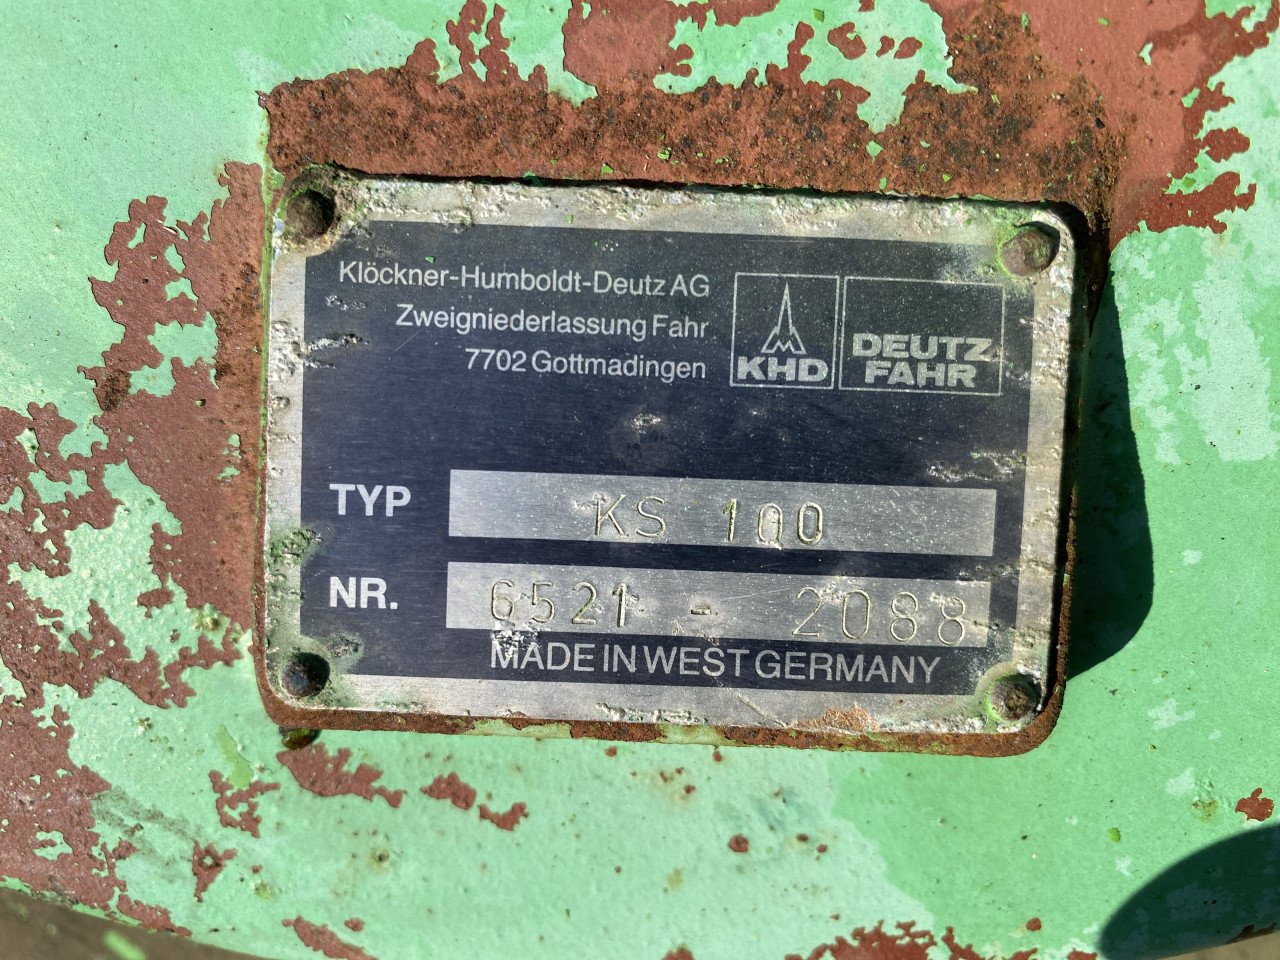 Klöckner-Humboldt-Deutz AG
Zweigniederlassung Fahr
7702 Gottmadingen
KHD
DEUTZ
FAHR
TYP KS 100
NR. 6521 - 2088
MADE IN WEST GERMANY